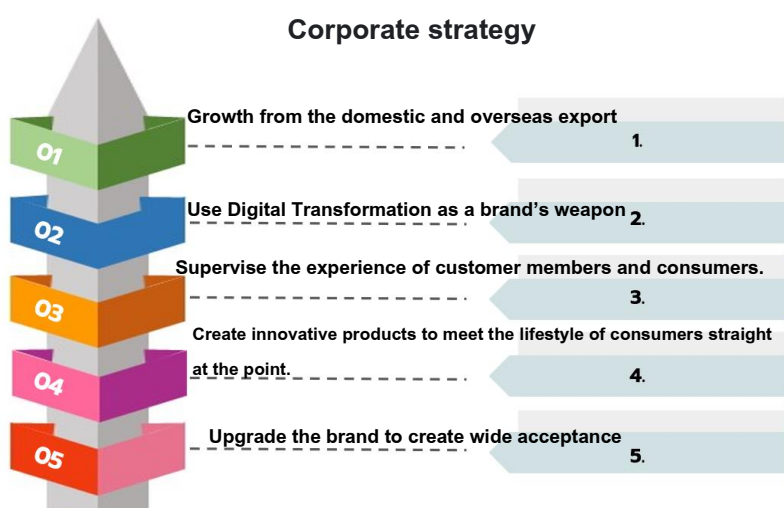 Corporate strategy
01
Growth from the domestic and overseas export
1.
02
Use Digital Transformation as a brand’s weapon
2.
03
Supervise the experience of customer members and consumers.
3.
04
Create innovative products to meet the lifestyle of consumers straight
at the point.
4.
05
Upgrade the brand to create wide acceptance
5.